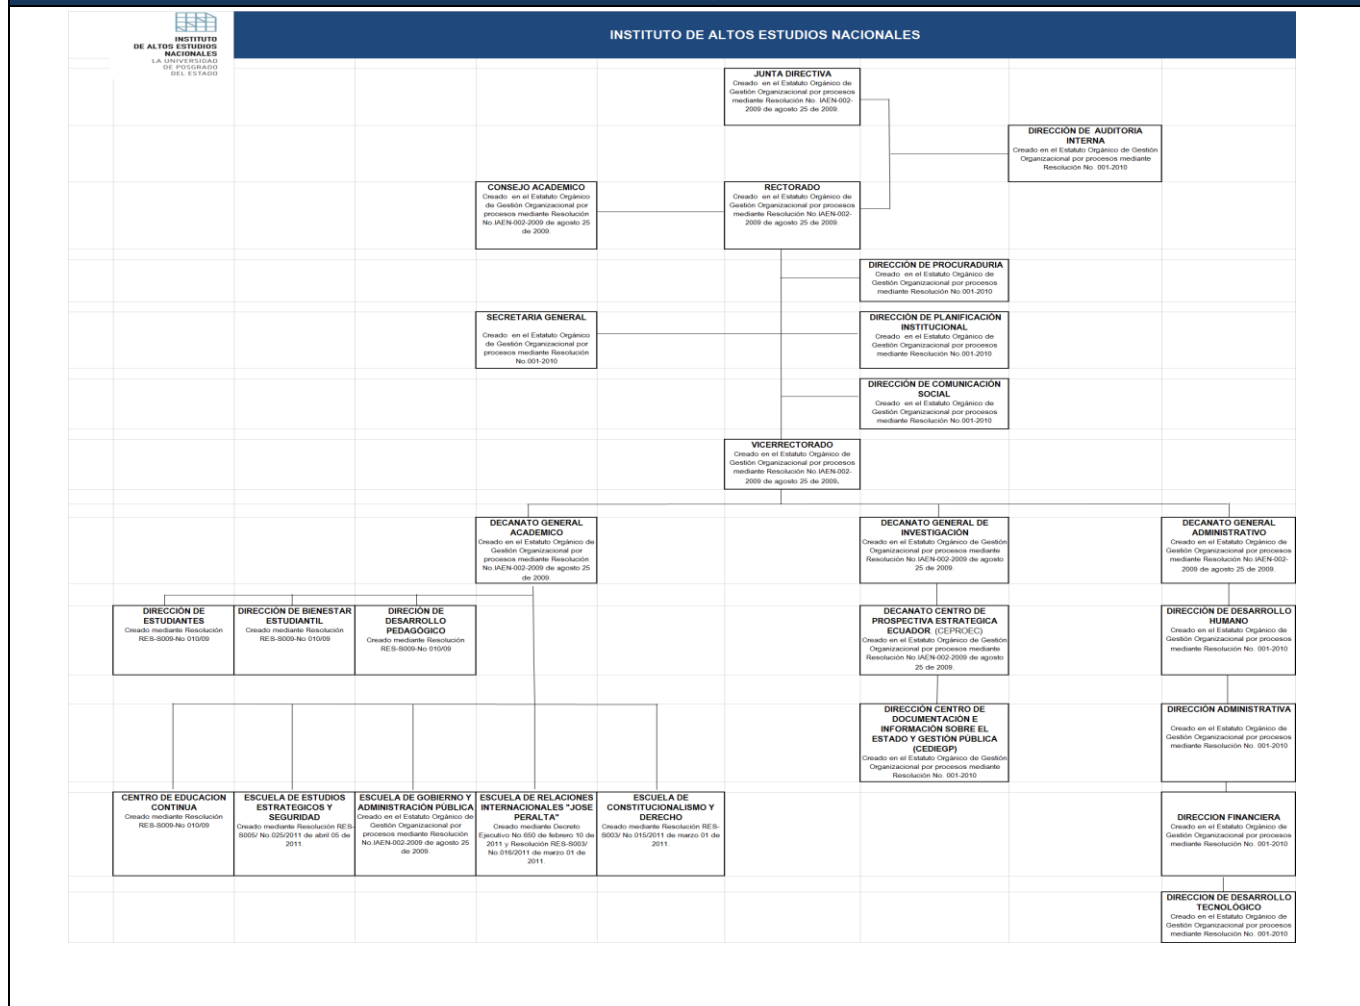 INSTITUTO
DE ALTOS ESTUDIOS
NACIONALES
LA UNIVERSIDAD
DE POSGRADO
DEL ESTADO
INSTITUTO DE ALTOS ESTUDIOS NACIONALES
JUNTA DIRECTIVA
Creado en el Estatuto Orgánico de
Gestión Organizacional por procesos
mediante Resolución No. IAEN-002-
2009 de agosto 25 de 2009.
DIRECCIÓN DE AUDITORIA
INTERNA
Creado en el Estatuto Orgánico de Gestión
Organizacional por procesos mediante
Resolución No. 001-2010
CONSEJO ACADEMICO
Creado en el Estatuto Orgánico
de Gestión Organizacional por
procesos mediante Resolución
No.IAEN-002-2009 de agosto 25
de 2009.
RECTORADO
Creado en el Estatuto Orgánico de
Gestión Organizacional por procesos
mediante Resolución No.IAEN-002-
2009 de agosto 25 de 2009.
DIRECCIÓN DE PROCURADURIA
Creado en el Estatuto Orgánico de
Gestión Organizacional por procesos
mediante Resolución No.001-2010
SECRETARIA GENERAL
Creado en el Estatuto Orgánico
de Gestión Organizacional por
procesos mediante Resolución
No.001-2010
DIRECCIÓN DE PLANIFICACIÓN
INSTITUCIONAL
Creado en el Estatuto Orgánico de
Gestión Organizacional por procesos
mediante Resolución No.001-2010
DIRECCIÓN DE COMUNICACIÓN
SOCIAL
Creado en el Estatuto Orgánico de
Gestión Organizacional por procesos
mediante Resolución No.001-2010
VICERRECTORADO
Creado en el Estatuto Orgánico de
Gestión Organizacional por procesos
mediante Resolución No.IAEN-002-
2009 de agosto 25 de 2009.
DECANATO GENERAL
ACADEMICO
Creado en el Estatuto Orgánico de
Gestión Organizacional por
procesos mediante Resolución
No.IAEN-002-2009 de agosto 25
de 2009.
DECANATO GENERAL DE
INVESTIGACIÓN
Creado en el Estatuto Orgánico de Gestión
Organizacional por procesos mediante
Resolución No.IAEN-002-2009 de agosto
25 de 2009.
DECANATO GENERAL
ADMINISTRATIVO
Creado en el Estatuto Orgánico de
Gestión Organizacional por procesos
mediante Resolución No.IAEN-002-
2009 de agosto 25 de 2009.
DIRECCIÓN DE
ESTUDIANTES
Creado mediante Resolución
RES-S009-No 010/09
DIRECCIÓN DE BIENESTAR
ESTUDIANTIL
Creado mediante Resolución
RES-S009-No 010/09
DIRECIÓN DE
DESARROLLO
PEDAGÓGICO
Creado mediante Resolución
RES-S009-No 010/09
DECANATO CENTRO DE
PROSPECTIVA ESTRATEGICA
ECUADOR (CEPROEC)
Creado en el Estatuto Orgánico de Gestión
Organizacional por procesos mediante
Resolución No.IAEN-002-2009 de agosto
25 de 2009.
DIRECCIÓN DE DESARROLLO
HUMANO
Creado en el Estatuto Orgánico de
Gestión Organizacional por procesos
mediante Resolución No. 001-2010
DIRECCIÓN CENTRO DE
DOCUMENTACIÓN E
INFORMACIÓN SOBRE EL
ESTADO Y GESTIÓN PÚBLICA
(CEDIEGP)
Creado en el Estatuto Orgánico de Gestión
Organizacional por procesos mediante
Resolución No. 001-2010
DIRECCIÓN ADMINISTRATIVA
Creado en el Estatuto Orgánico de
Gestión Organizacional por procesos
mediante Resolución No. 001-2010
CENTRO DE EDUCACION
CONTINUA
Creado mediante Resolución
RES-S009-No 010/09
ESCUELA DE ESTUDIOS
ESTRATEGICOS Y
SEGURIDAD
Creado mediante Resolución RES-
S005/ No.025/2011 de abril 05 de
2011.
ESCUELA DE GOBIERNO Y
ADMINISTRACIÓN PÚBLICA
Creado en el Estatuto Orgánico de
Gestión Organizacional por
procesos mediante Resolución
No.IAEN-002-2009 de agosto 25
de 2009.
ESCUELA DE RELACIONES
INTERNACIONALES "JOSE
PERALTA"
Creado mediante Decreto
Ejecutivo No.650 de febrero 10 de
2011 y Resolución RES-S003/
No.016/2011 de marzo 01 de
2011.
ESCUELA DE
CONSTITUCIONALISMO Y
DERECHO
Creado mediante Resolución RES-
S003/ No.015/2011 de marzo 01 de
2011.
DIRECCION FINANCIERA
Creado en el Estatuto Orgánico de
Gestión Organizacional por procesos
mediante Resolución No. 001-2010
DIRECCION DE DESARROLLO
TECNOLÓGICO
Creado en el Estatuto Orgánico de
Gestión Organizacional por procesos
mediante Resolución No. 001-2010